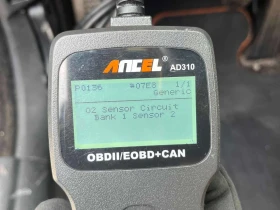 ANCEL
AD310
P0136 $07E8 1/1
Generic
O2 Sensor Circuit
Bank 1 Sensor 2
OBDII/EOBD+CAN